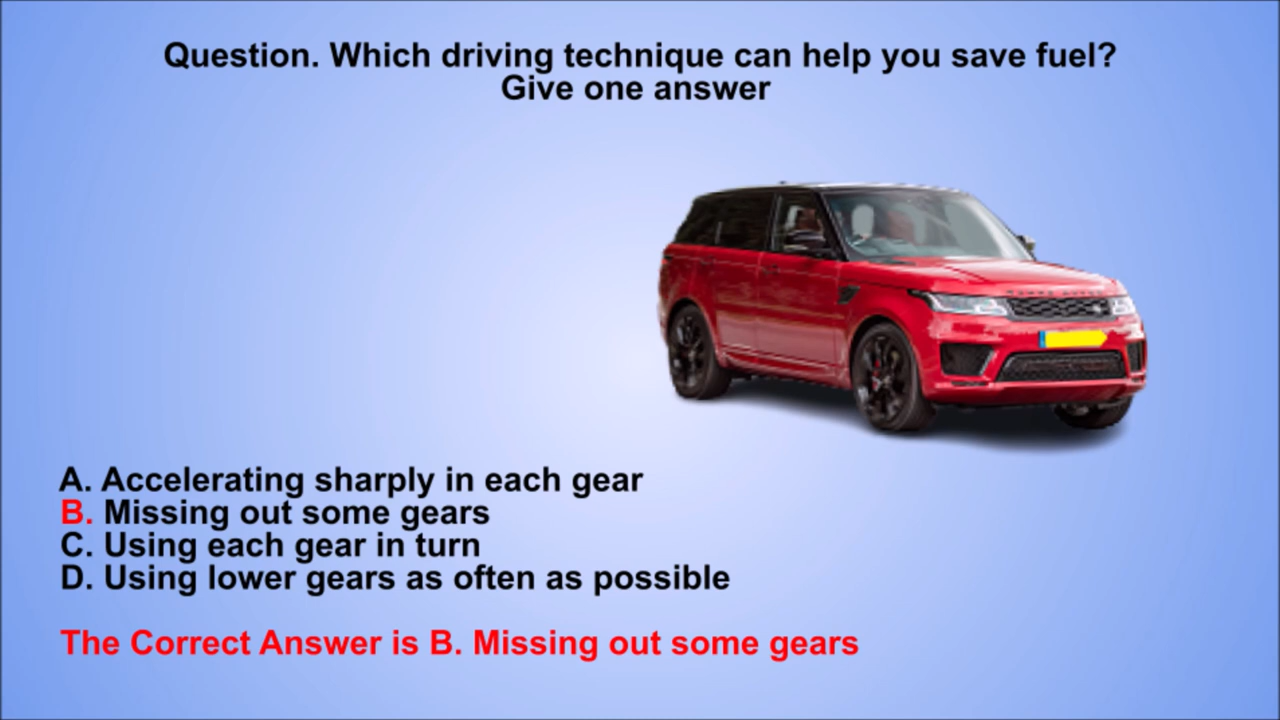 Question. Which driving technique can help you save fuel?
Give one answer
A. Accelerating sharply in each gear
B. Missing out some gears
C. Using each gear in turn
D. Using lower gears as often as possible
The Correct Answer is B. Missing out some gears